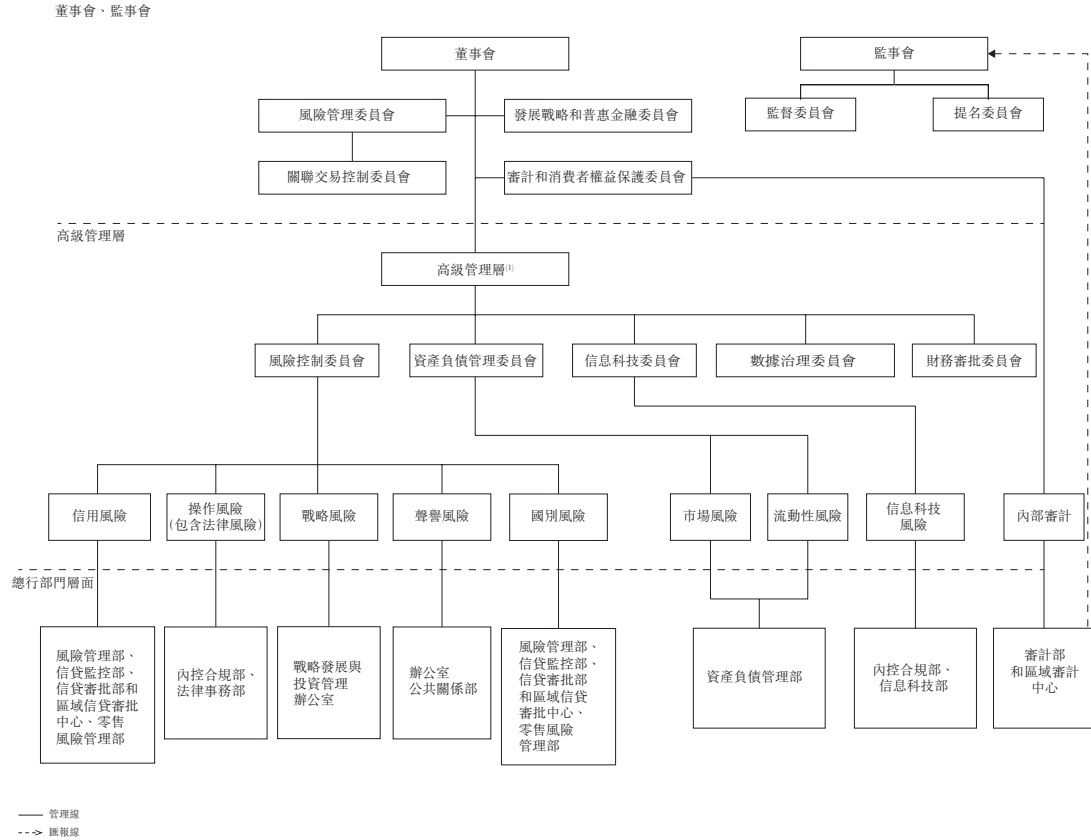 董事會、監事會
董事會
監事會
風險管理委員會
發展戰略和普惠金融委員會
監督委員會
提名委員會
關聯交易控制委員會
審計和消費者權益保護委員會
高級管理層
高級管理層(1)
風險控制委員會
資產負債管理委員會
信息科技委員會
數據治理委員會
財務審批委員會
信用風險
操作風險
(包含法律風險)
戰略風險
聲譽風險
國別風險
市場風險
流動性風險
信息科技
風險
內部審計
總行部門層面
風險管理部、
信貸監控部、
信貸審批部和
區域信貸審批
中心、零售
風險管理部
內控合規部、
法律事務部
戰略發展與
投資管理
辦公室
辦公室
公共關係部
風險管理部、
信貸監控部、
信貸審批部
和區域信貸
審批中心、
零售風險
管理部
資產負債管理部
內控合規部、
信息科技部
審計部
和區域審計
中心
管理線
匯報線